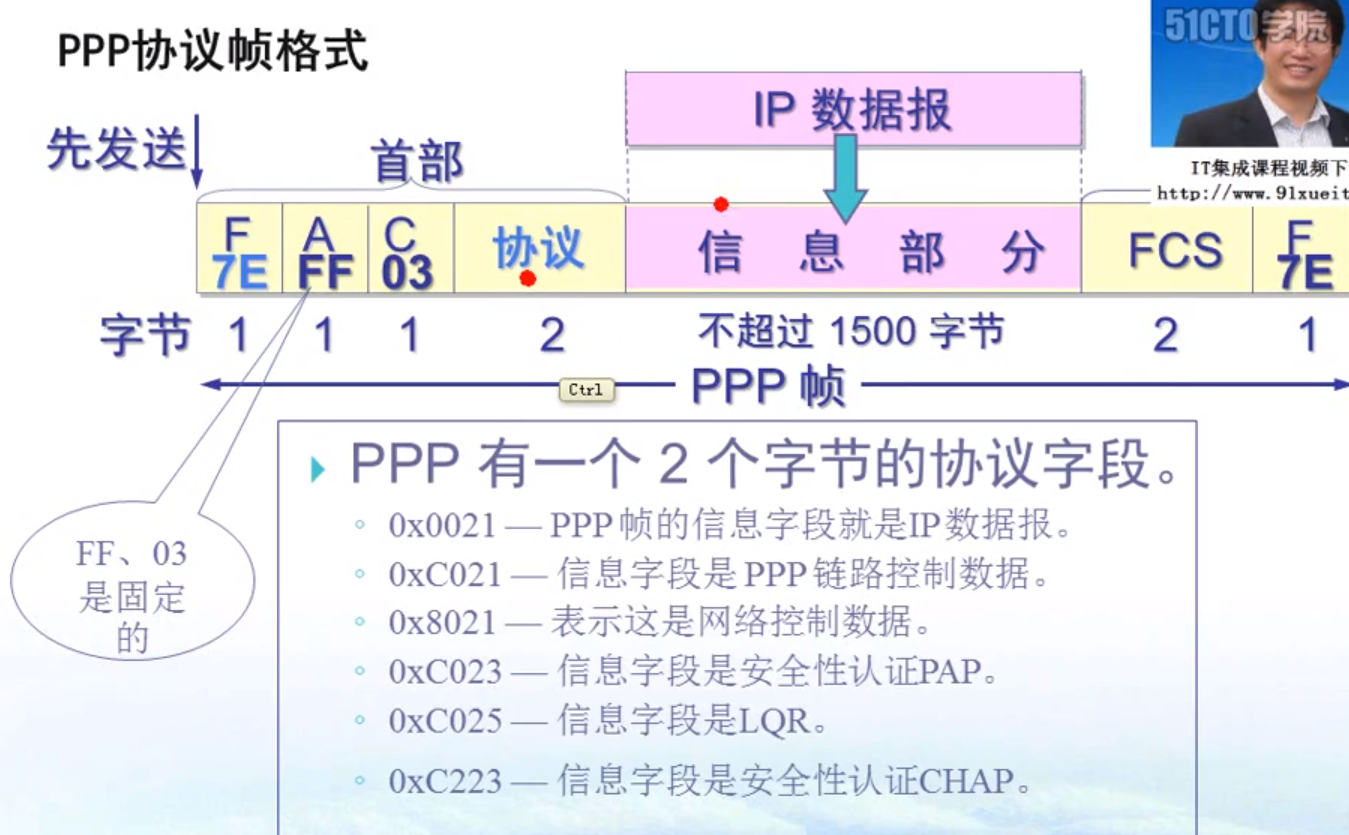 51CTO学院
PPP协议帧格式
IP 数据报
先发送
首部
IT集成课程视频下
http://www.91xueit
F A C 协议 信 息 部 分 FCS F
7E FF 03 7E
字节 1 1 1 2 不超过 1500 字节 2 1
Ctrl
PPP 帧
PPP 有一个 2 个字节的协议字段。
0x0021 — PPP 帧的信息字段就是IP 数据报。
0xC021 — 信息字段是 PPP 链路控制数据。
0x8021 — 表示这是网络控制数据。
0xC023 — 信息字段是安全性认证PAP。
0xC025 — 信息字段是LQR。
0xC223 — 信息字段是安全性认证CHAP。
FF、03
是固定
的